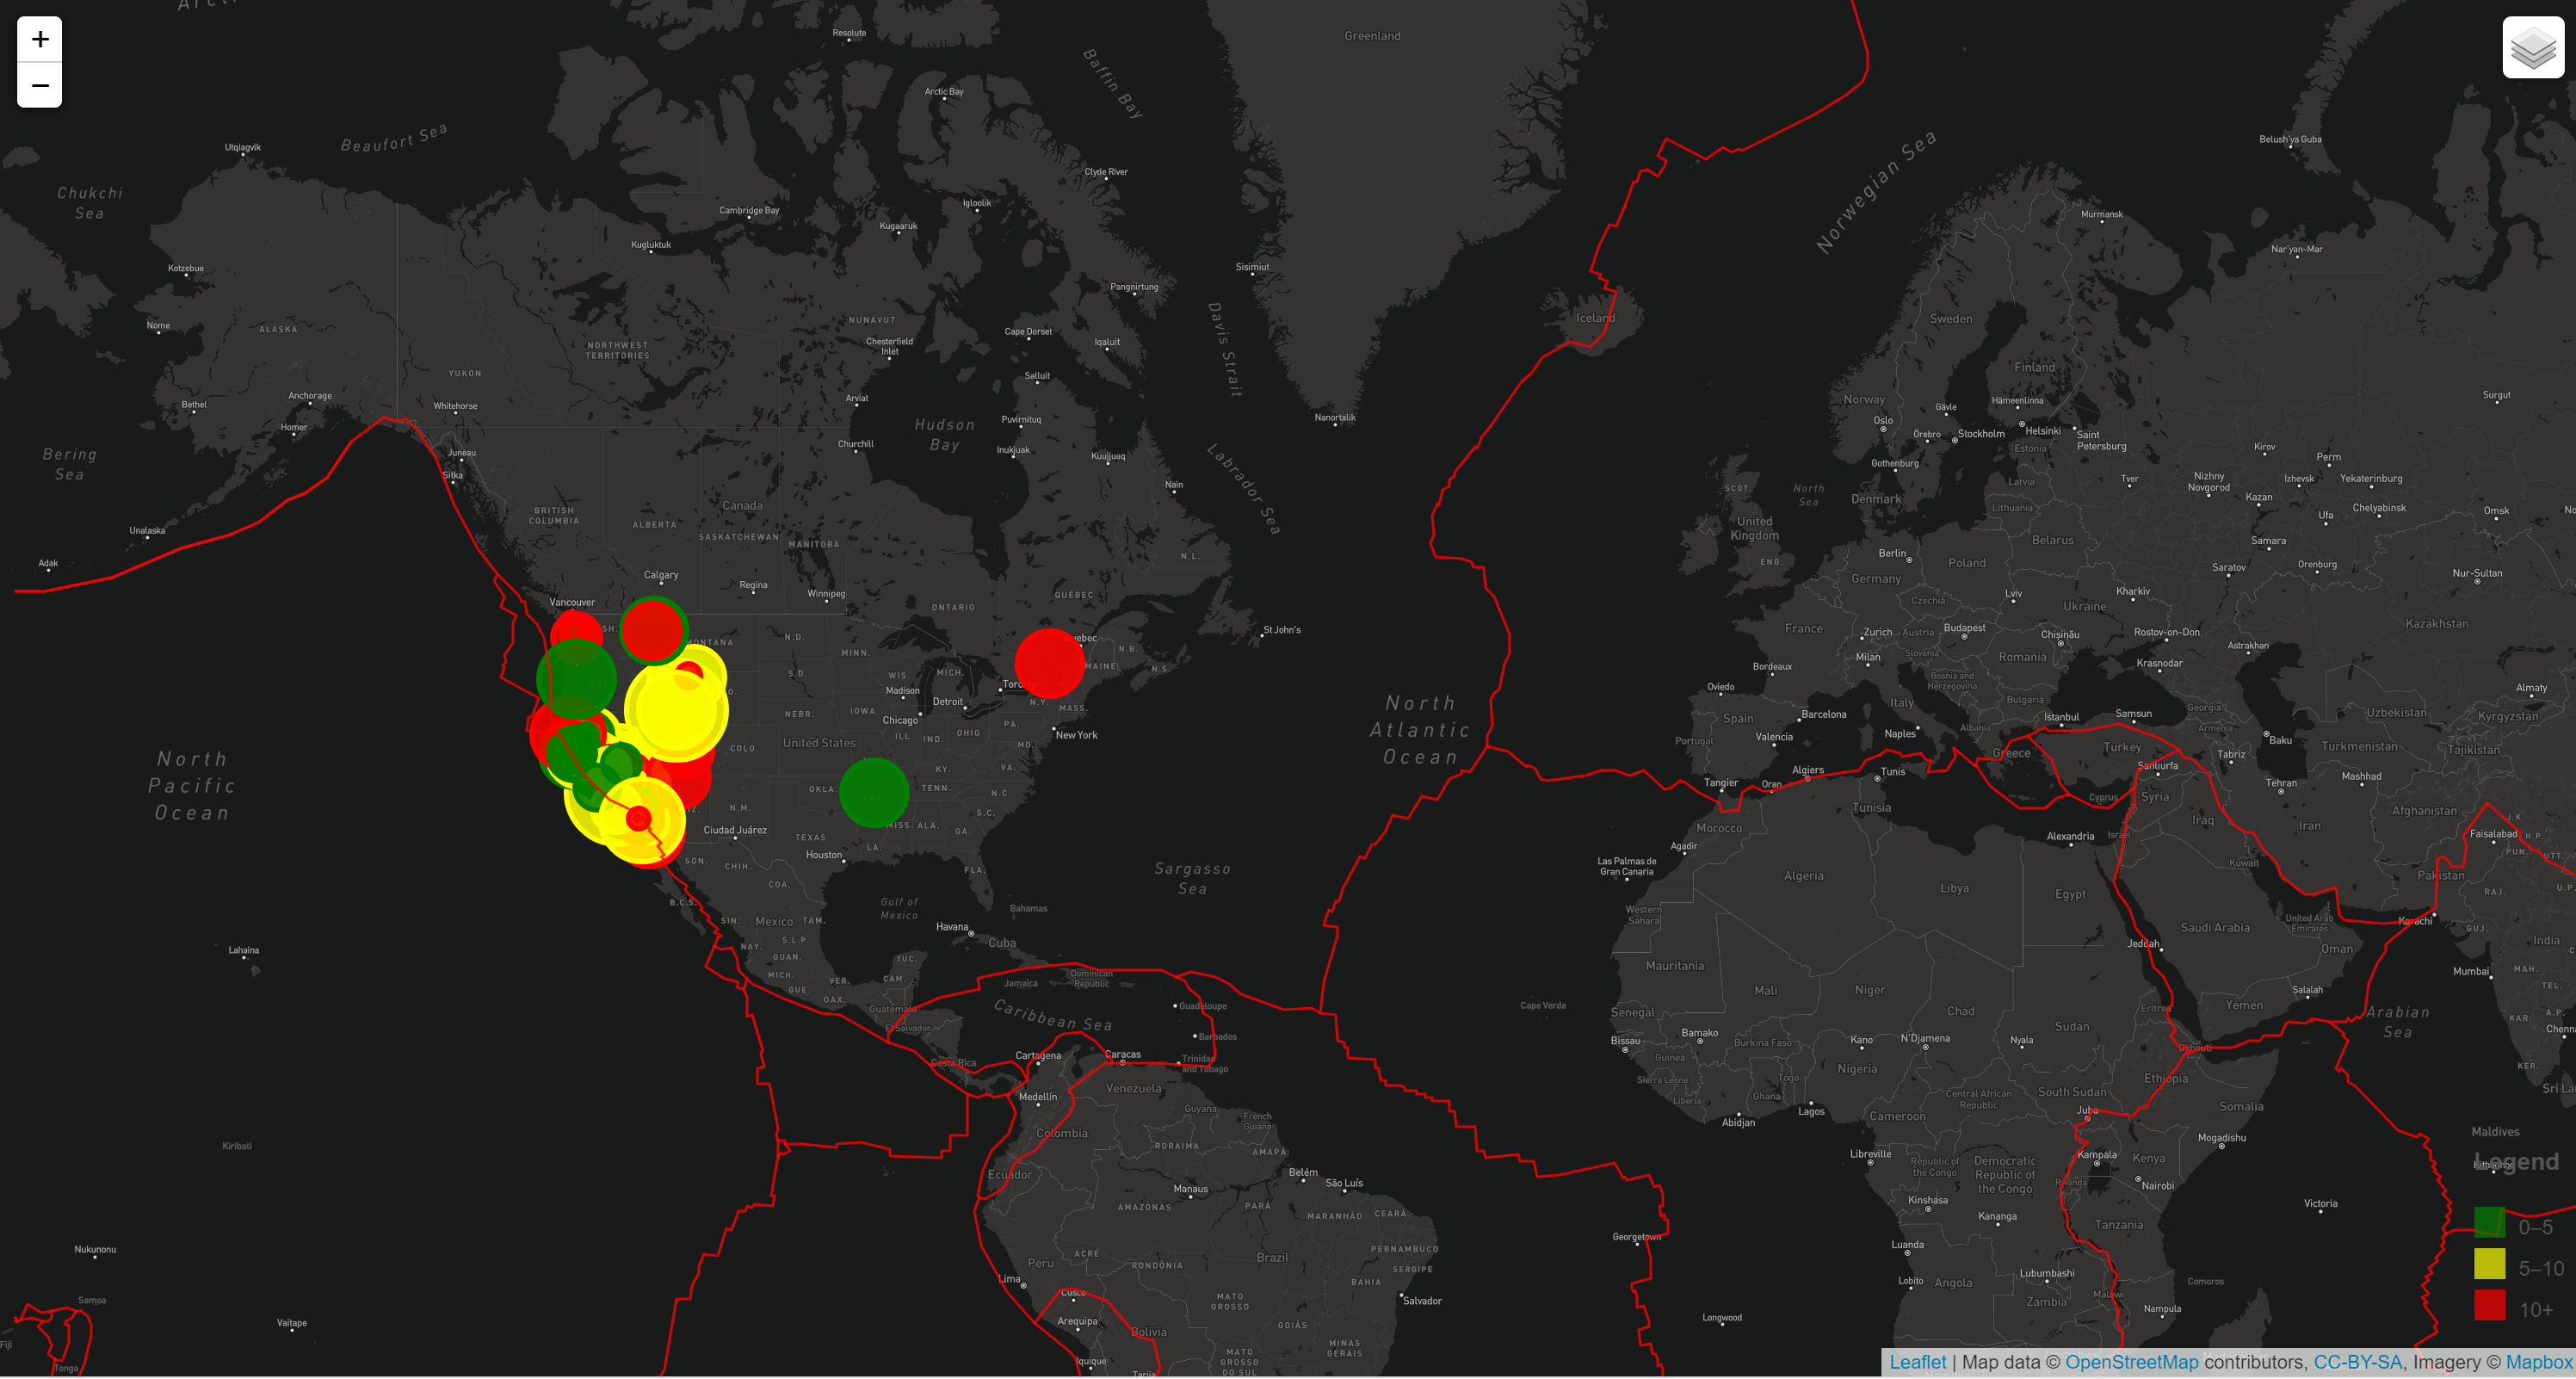 +
−
Greenland
Resolute
Baffin Bay
Arctic Bay
Beaufort Sea
Utqiagvik
Belush'ya Guba
Norwegian Sea
Clyde River
Chukchi
Sea
Igloolik
Cambridge Bay
Murmansk
Kugaaruk
Kugluktuk
Nar'yan-Mar
Kotzebue
Sisimiut
Pangnirtung
Davis Strait
Iceland
Sweden
Nome
ALASKA
NUNAVUT
Cape Dorset
Iqaluit
Chesterfield
Inlet
NORTHWEST
TERRITORIES
YUKON
Salluit
Finland
Anchorage
Bethel
Whitehorse
Arviat
Norway
Gävle
Hämeenlinna
Surgut
Homer
Hudson
Bay
Puvirnituq
Nanortalik
Oslo
Örebro
Stockholm
Helsinki
Saint
Petersburg
Estonia
Churchill
Inukjuak
Kuujjuaq
Labrador Sea
Bering
Sea
Juneau
Sitka
Kirov
Perm
Gothenburg
Nain
Tver
Nizhny
Novgorod
Izhevsk
Yekaterinburg
Kazan
Latvia
SCOT.
North
Sea
Denmark
Lithuania
Canada
BRITISH
COLUMBIA
ALBERTA
SASKATCHEWAN
MANITOBA
Ufa
Chelyabinsk
Omsk
United
Kingdom
Unalaska
Belarus
Samara
N.L.
ENG.
Berlin
Poland
Adak
Calgary
Regina
Winnipeg
Germany
Saratov
Orenburg
Nur-Sultan
Vancouver
ONTARIO
QUÉBEC
Czechia
Lviv
Kharkiv
Ukraine
St John's
France
Zurich
Austria
Budapest
Chișinău
Rostov-on-Don
Kazakhstan
MONTANA
N.D.
MINN.
N.B.
MAINE
N.S.
Milan
Slovenia
Romania
Krasnodar
Astrakhan
Bordeaux
S.D.
WIS.
MICH.
Madison
Detroit
Oviedo
Bosnia and
Herzegovina
Bulgaria
Almaty
NEBR.
IOWA
Chicago
N.Y.
MASS.
North
Atlantic
Ocean
Spain
Barcelona
Italy
Georgia
Istanbul
Samsun
Uzbekistan
Kyrgyzstan
COLO.
United States
ILL.
IND.
OHIO
PA.
New York
MD.
Portugal
Valencia
Naples
Albania
Greece
Turkey
Armenia
Baku
Tabriz
Turkmenistan
Tajikistan
North
Pacific
Ocean
KY.
VA.
Tangier
Oran
Algiers
Tunis
Şanlıurfa
Tehran
Mashhad
OKLA.
TENN.
N.C.
N.M.
Tunisia
Cyprus
Syria
Afghanistan
Iraq
Iran
J.K.
S.C.
MISS.
ALA.
GA.
Morocco
Alexandria
Faisalabad
H.P.
Ciudad Juárez
TEXAS
LA.
Houston
Agadir
Las Palmas de
Gran Canaria
Kuwait
PUN.
SON.
CHIH.
COA.
FLA.
Sargasso
Sea
Algeria
Libya
Egypt
Pakistan
RAJ.
U.P.
B.C.S.
Gulf of
Mexico
Bahamas
Western
Sahara
United Arab
Emirates
Karachi
SIN.
Mexico
TAM.
Havana
Cuba
Saudi Arabia
GUJ.
India
Lahaina
NAY.
S.L.P.
GUAN.
Jeddah
Oman
MICH.
VER.
YUC.
CAM.
GUE.
OAX.
Jamaica
Dominican
Republic
Mauritania
Mali
Niger
Mumbai
MAH.
TEL.
Guatemala
El Salvador
Caribbean Sea
Guadeloupe
Cape Verde
Senegal
Chad
Sudan
Eritrea
Yemen
Salalah
Arabian
Sea
KAR.
A.P.
Barbados
Bissau
Bamako
Burkina Faso
Kano
N'Djamena
Nyala
Djibouti
Costa Rica
Cartagena
Caracas
Trinidad
and Tobago
Guinea
Nigeria
KER.
Medellín
Venezuela
Sierra Leone
Togo
Ghana
Liberia
Central African
Republic
South Sudan
Ethiopia
Guyana
French
Guiana
Abidjan
Lagos
Cameroon
Juba
Somalia
Kiribati
Colombia
RORAIMA
AMAPÁ
Mogadishu
Maldives
Ecuador
Belém
São Luís
Libreville
Republic of
the Congo
Democratic
Republic of
the Congo
Kampala
Kenya
Rwanda
Nairobi
Legend
Manaus
AMAZONAS
PARÁ
MARANHÃO
CEARÁ
Kinshasa
Kananga
Tanzania
Victoria
0–5
Nukunonu
Peru
ACRE
RONDÔNIA
Brazil
PERNAMBUCO
SERGIPE
Georgetown
Luanda
Lobito
Angola
Lubumbashi
Comoros
5–10
Lima
Cusco
BAHIA
Salvador
Samoa
MATO
GROSSO
Zambia
Malawi
Nampula
10+
Vaitape
Arequipa
Bolivia
GOIÁS
MINAS
GERAIS
Longwood
Fiji
Tonga
Iquique
Tarija
MATO
GROSSO
DO SUL
Leaflet | Map data © OpenStreetMap contributors, CC-BY-SA, Imagery © Mapbox